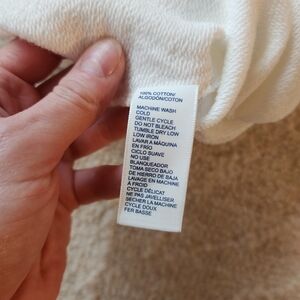 100% COTTON/
ALGODÓN/COTON
MACHINE WASH
COLD
GENTLE CYCLE
DO NOT BLEACH
TUMBLE DRY LOW
LOW IRON
LAVAR A MÁQUINA
EN FRÍO
CICLO SUAVE
NO USE
BLANQUEADOR
TOMA SECO BAJO
DE HIERRO DE BAJA
LAVAGE EN MACHINE
À FROID
CYCLE DÉLICAT
NE PAS JAVELLISER
SÉCHER LA MACHINE
CYCLE DOUX
FER BASSE